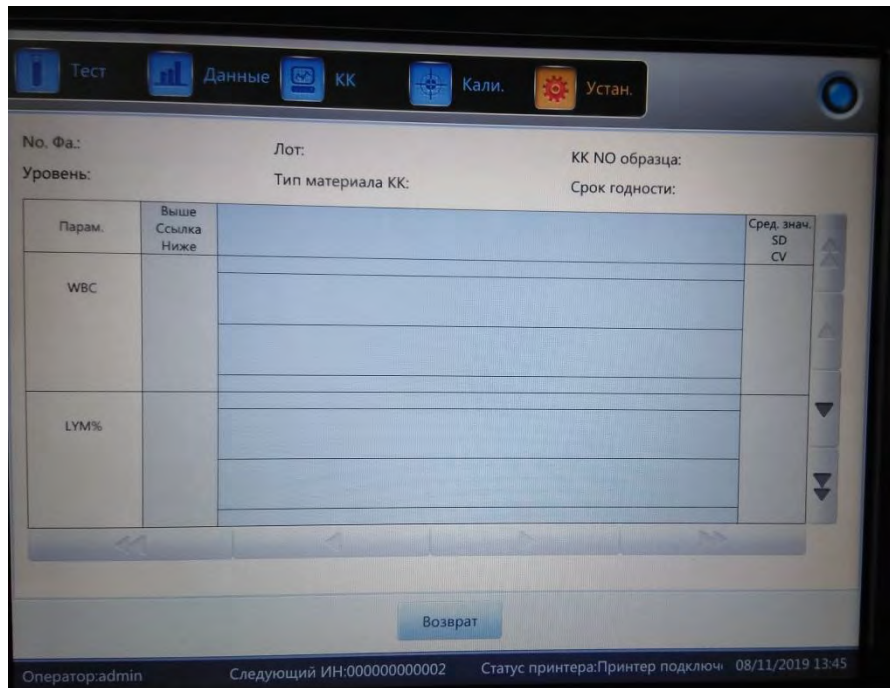 Тест Данные КК Кали. Устан.
No. Фа.: Лот: КК NO образца:
Уровень: Тип материала КК: Срок годности:
Парам. Выше Ссылка Ниже Сред. знач. SD CV
WBC
LYM%
Возврат
Оператор:admin Следующий ИН:000000000002 Статус принтера:Принтер подключ 08/11/2019 13:45